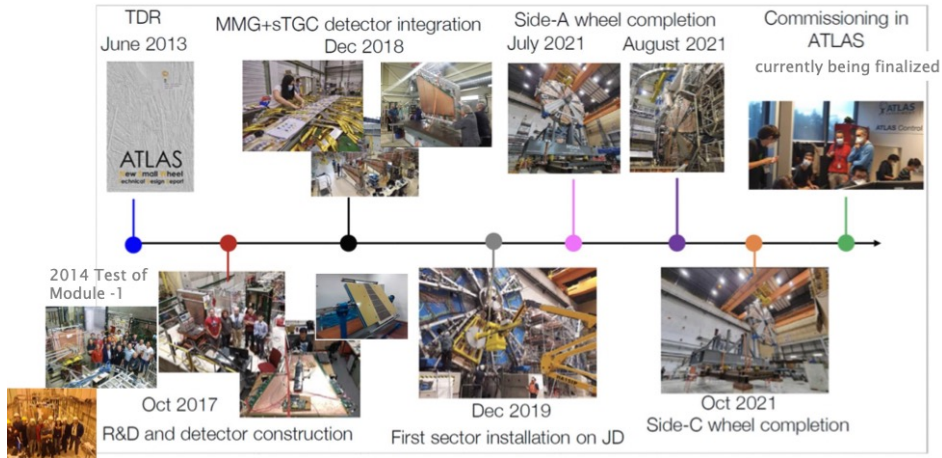 TDR
June 2013
MMG+sTGC detector integration
Dec 2018
Side-A wheel completion
July 2021
August 2021
Commissioning in
ATLAS
currently being finalized
ATLAS
New Small Wheel
Technical Design Report
ATLAS
ATLAS Control
2014 Test of
Module -1
Oct 2017
R&D and detector construction
Dec 2019
First sector installation on JD
Oct 2021
Side-C wheel completion